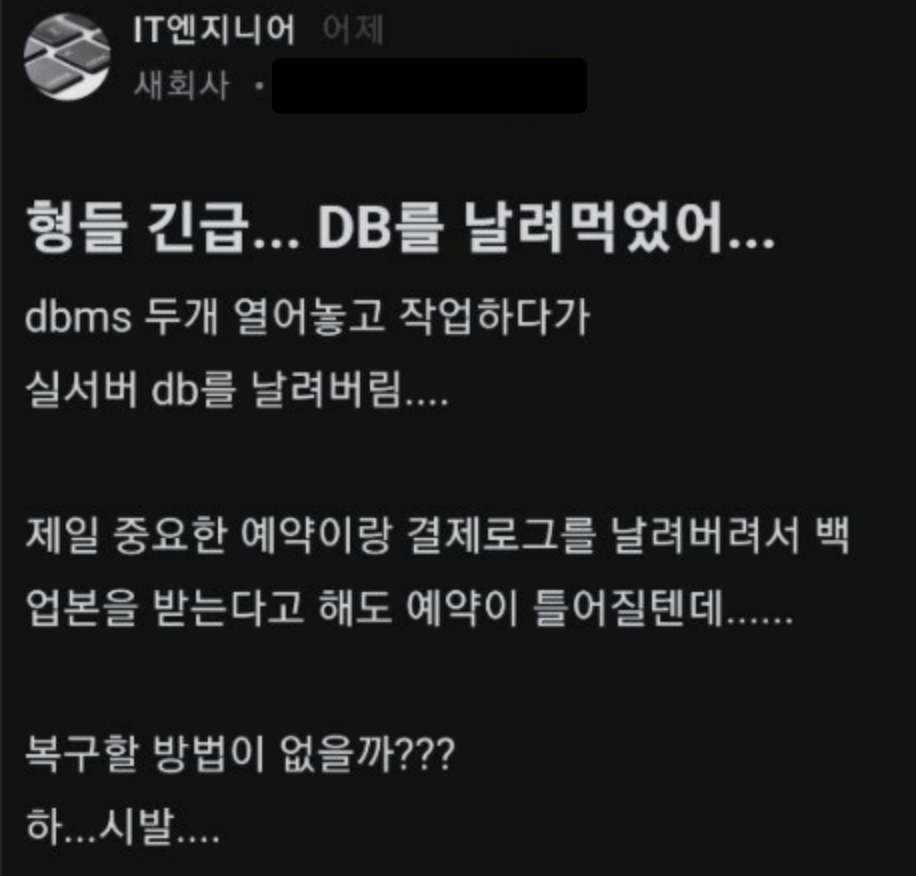 IT엔지니어 어제
새회사 •
형들 긴급... DB를 날려먹었어...
dbms 두개 열어놓고 작업하다가
실서버 db를 날려버림....
제일 중요한 예약이랑 결제로그를 날려버려서 백
업본을 받는다고 해도 예약이 틀어질텐데......
복구할 방법이 없을까???
하...시발....